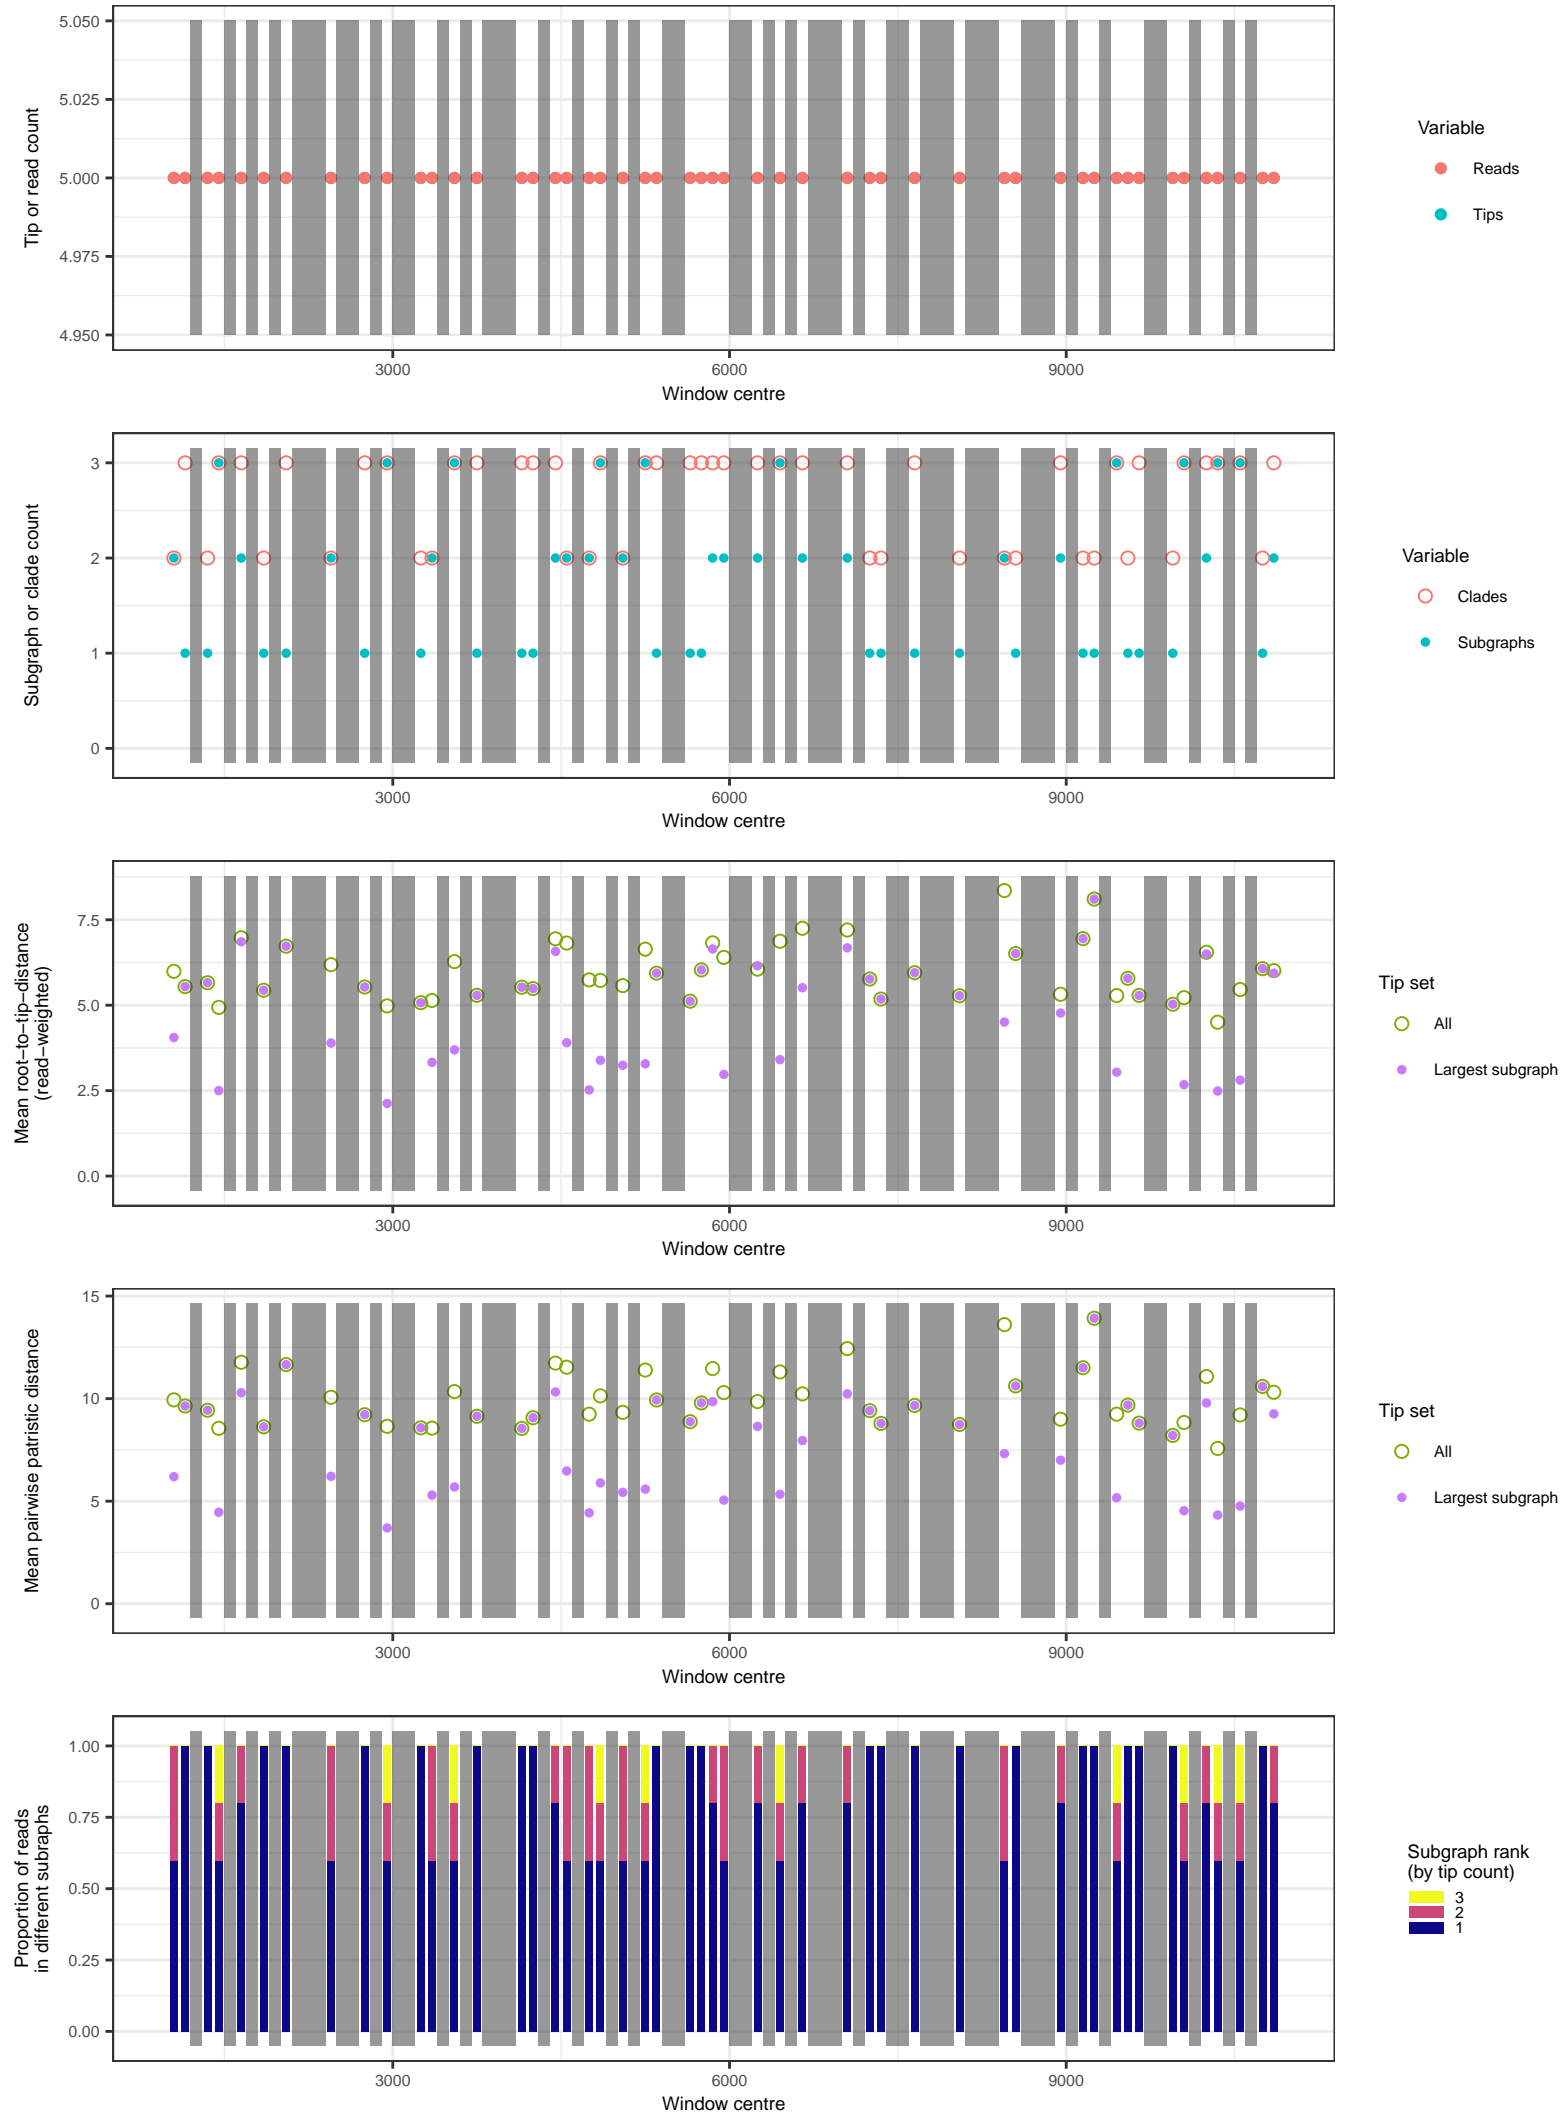 5.050
5.025
5.000
4.975
4.950
Tip or read count
3000
6000
9000
Window centre
Variable
Reads
Tips
3
2
1
0
Subgraph or clade count
3000
6000
9000
Window centre
Variable
Clades
Subgraphs
7.5
5.0
2.5
0.0
Mean root−to−tip−distance
(read−weighted)
3000
6000
9000
Window centre
Tip set
All
Largest subgraph
15
10
5
0
Mean pairwise patristic distance
3000
6000
9000
Window centre
Tip set
All
Largest subgraph
1.00
0.75
0.50
0.25
0.00
Proportion of reads
in different subraphs
3000
6000
9000
Window centre
Subgraph rank
(by tip count)
3
2
1